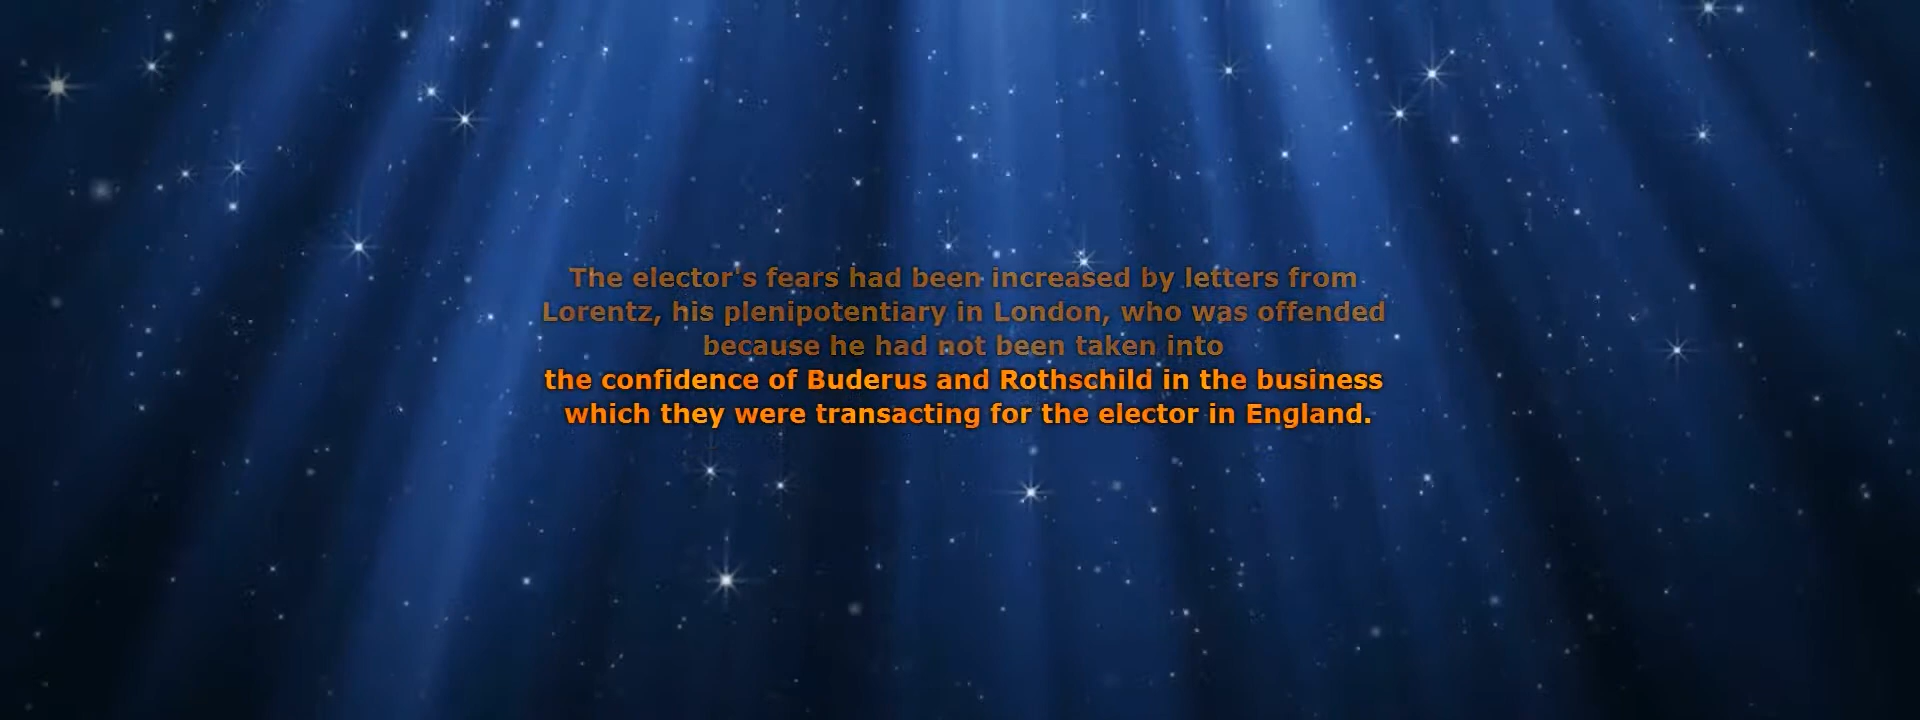 The elector's fears had been increased by letters from
Lorentz, his plenipotentiary in London, who was offended
because he had not been taken into
the confidence of Buderus and Rothschild in the business
which they were transacting for the elector in England.